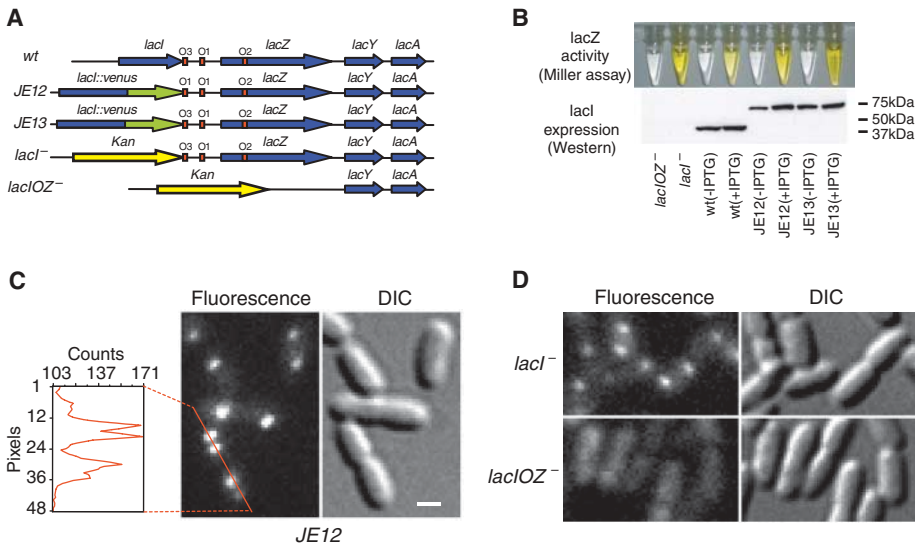 A
lacI O3 O1 lacZ O2 lacY lacA
wt
lacI::venus O1 O1 lacZ O2 lacY lacA
JE12
lacI::venus O3 O1 lacZ O2 lacY lacA
JE13
Kan O3 O1 lacZ O2 lacY lacA
lacI⁻
Kan lacY lacA
lacIOZ⁻
B
lacZ
activity
(Miller assay)
lacI
expression
(Western)
75kDa
50kDa
37kDa
lacIOZ⁻
lacI⁻
wt(-IPTG)
wt(+IPTG)
JE12(-IPTG)
JE12(+IPTG)
JE13(-IPTG)
JE13(+IPTG)
C
Fluorescence DIC
Counts
103 137 171
1
12
24
36
48
Pixels
JE12
D
Fluorescence DIC
lacI⁻
lacIOZ⁻